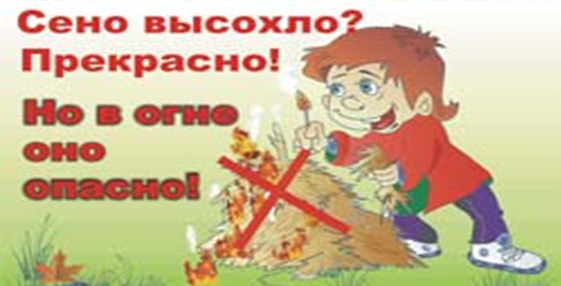 Сено высохло?
Прекрасно!
Но в огне
оно
опасно!